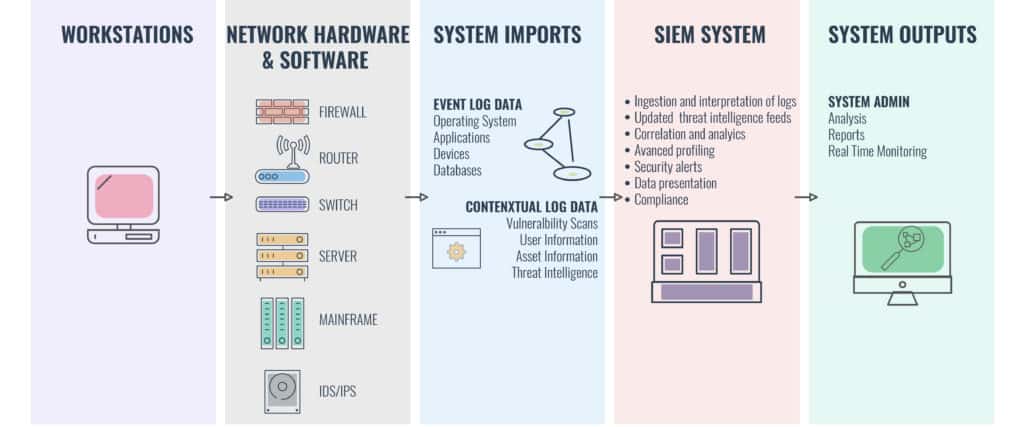 WORKSTATIONS
NETWORK HARDWARE
& SOFTWARE
FIREWALL
ROUTER
SWITCH
SERVER
MAINFRAME
IDS/IPS
SYSTEM IMPORTS
EVENT LOG DATA
Operating System
Applications
Devices
Databases
CONTENXTUAL LOG DATA
Vulneralbility Scans
User Information
Asset Information
Threat Intelligence
SIEM SYSTEM
• Ingestion and interpretation of logs
• Updated threat intelligence feeds
• Correlation and analyics
• Avanced profiling
• Security alerts
• Data presentation
• Compliance
SYSTEM OUTPUTS
SYSTEM ADMIN
Analysis
Reports
Real Time Monitoring